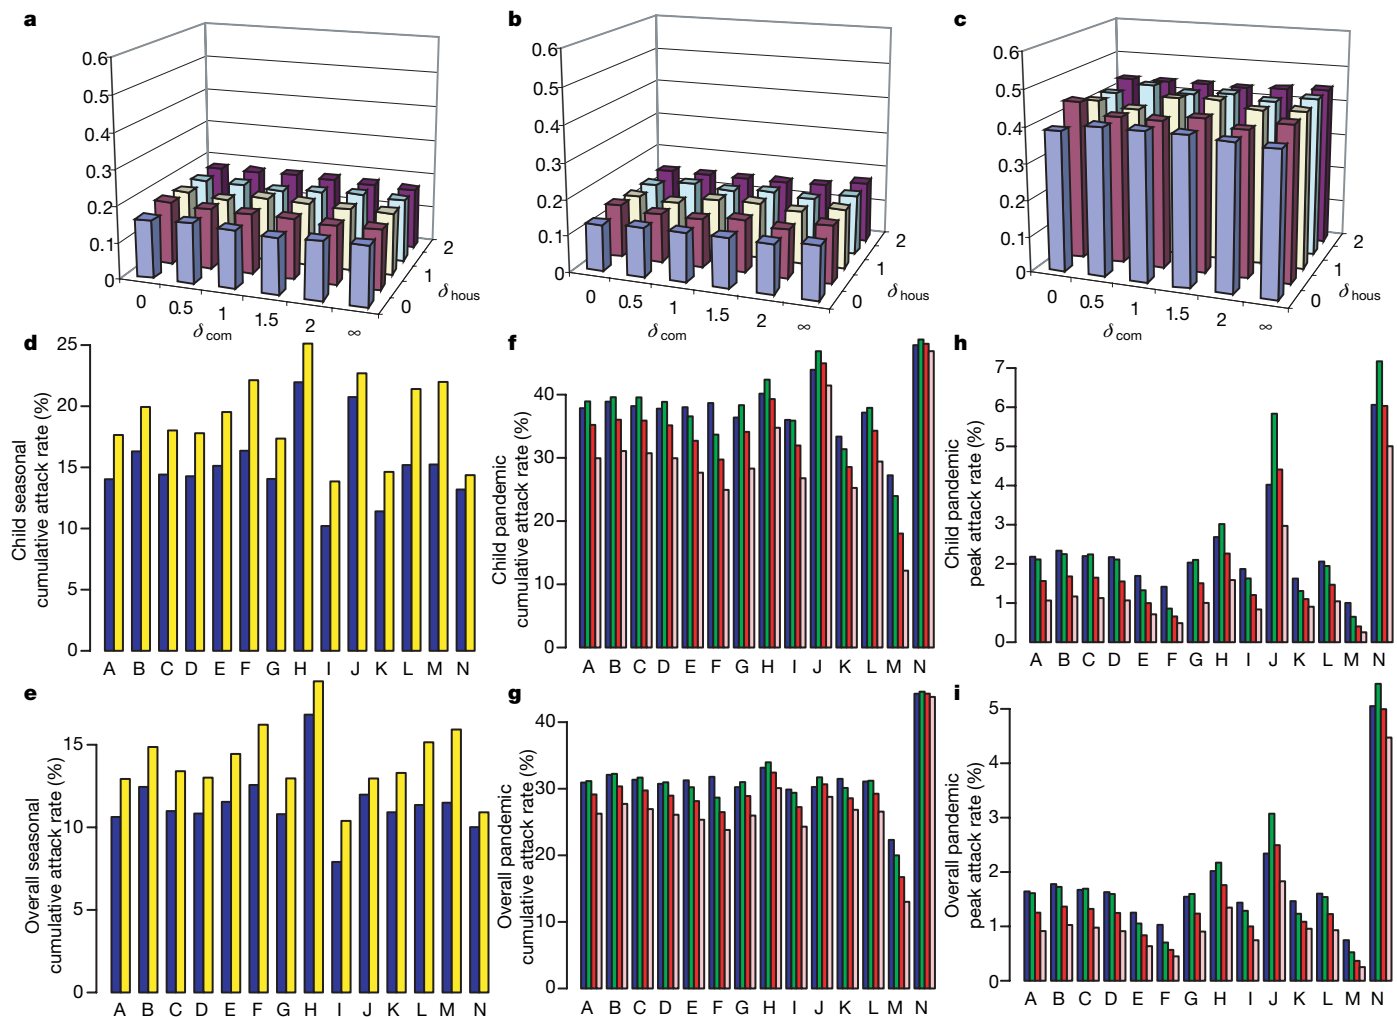 a
0.6
0.5
0.4
0.3
0.2
0.1
0
0
0.5
1
1.5
2
∞
δ com
0
1
2
δ hous
b
0.6
0.5
0.4
0.3
0.2
0.1
0
0
0.5
1
1.5
2
∞
δ com
0
1
2
δ hous
c
0.6
0.5
0.4
0.3
0.2
0.1
0
0
0.5
1
1.5
2
∞
δ com
0
1
2
δ hous
d
Child seasonal
cumulative attack rate (%)
25
20
15
10
5
0
A B C D E F G H I J K L M N
f
Child pandemic
cumulative attack rate (%)
40
30
20
10
0
A B C D E F G H I J K L M N
h
Child pandemic
peak attack rate (%)
7
6
5
4
3
2
1
0
A B C D E F G H I J K L M N
e
Overall seasonal
cumulative attack rate (%)
15
10
5
0
A B C D E F G H I J K L M N
g
Overall pandemic
cumulative attack rate (%)
40
30
20
10
0
A B C D E F G H I J K L M N
i
Overall pandemic
peak attack rate (%)
5
4
3
2
1
0
A B C D E F G H I J K L M N